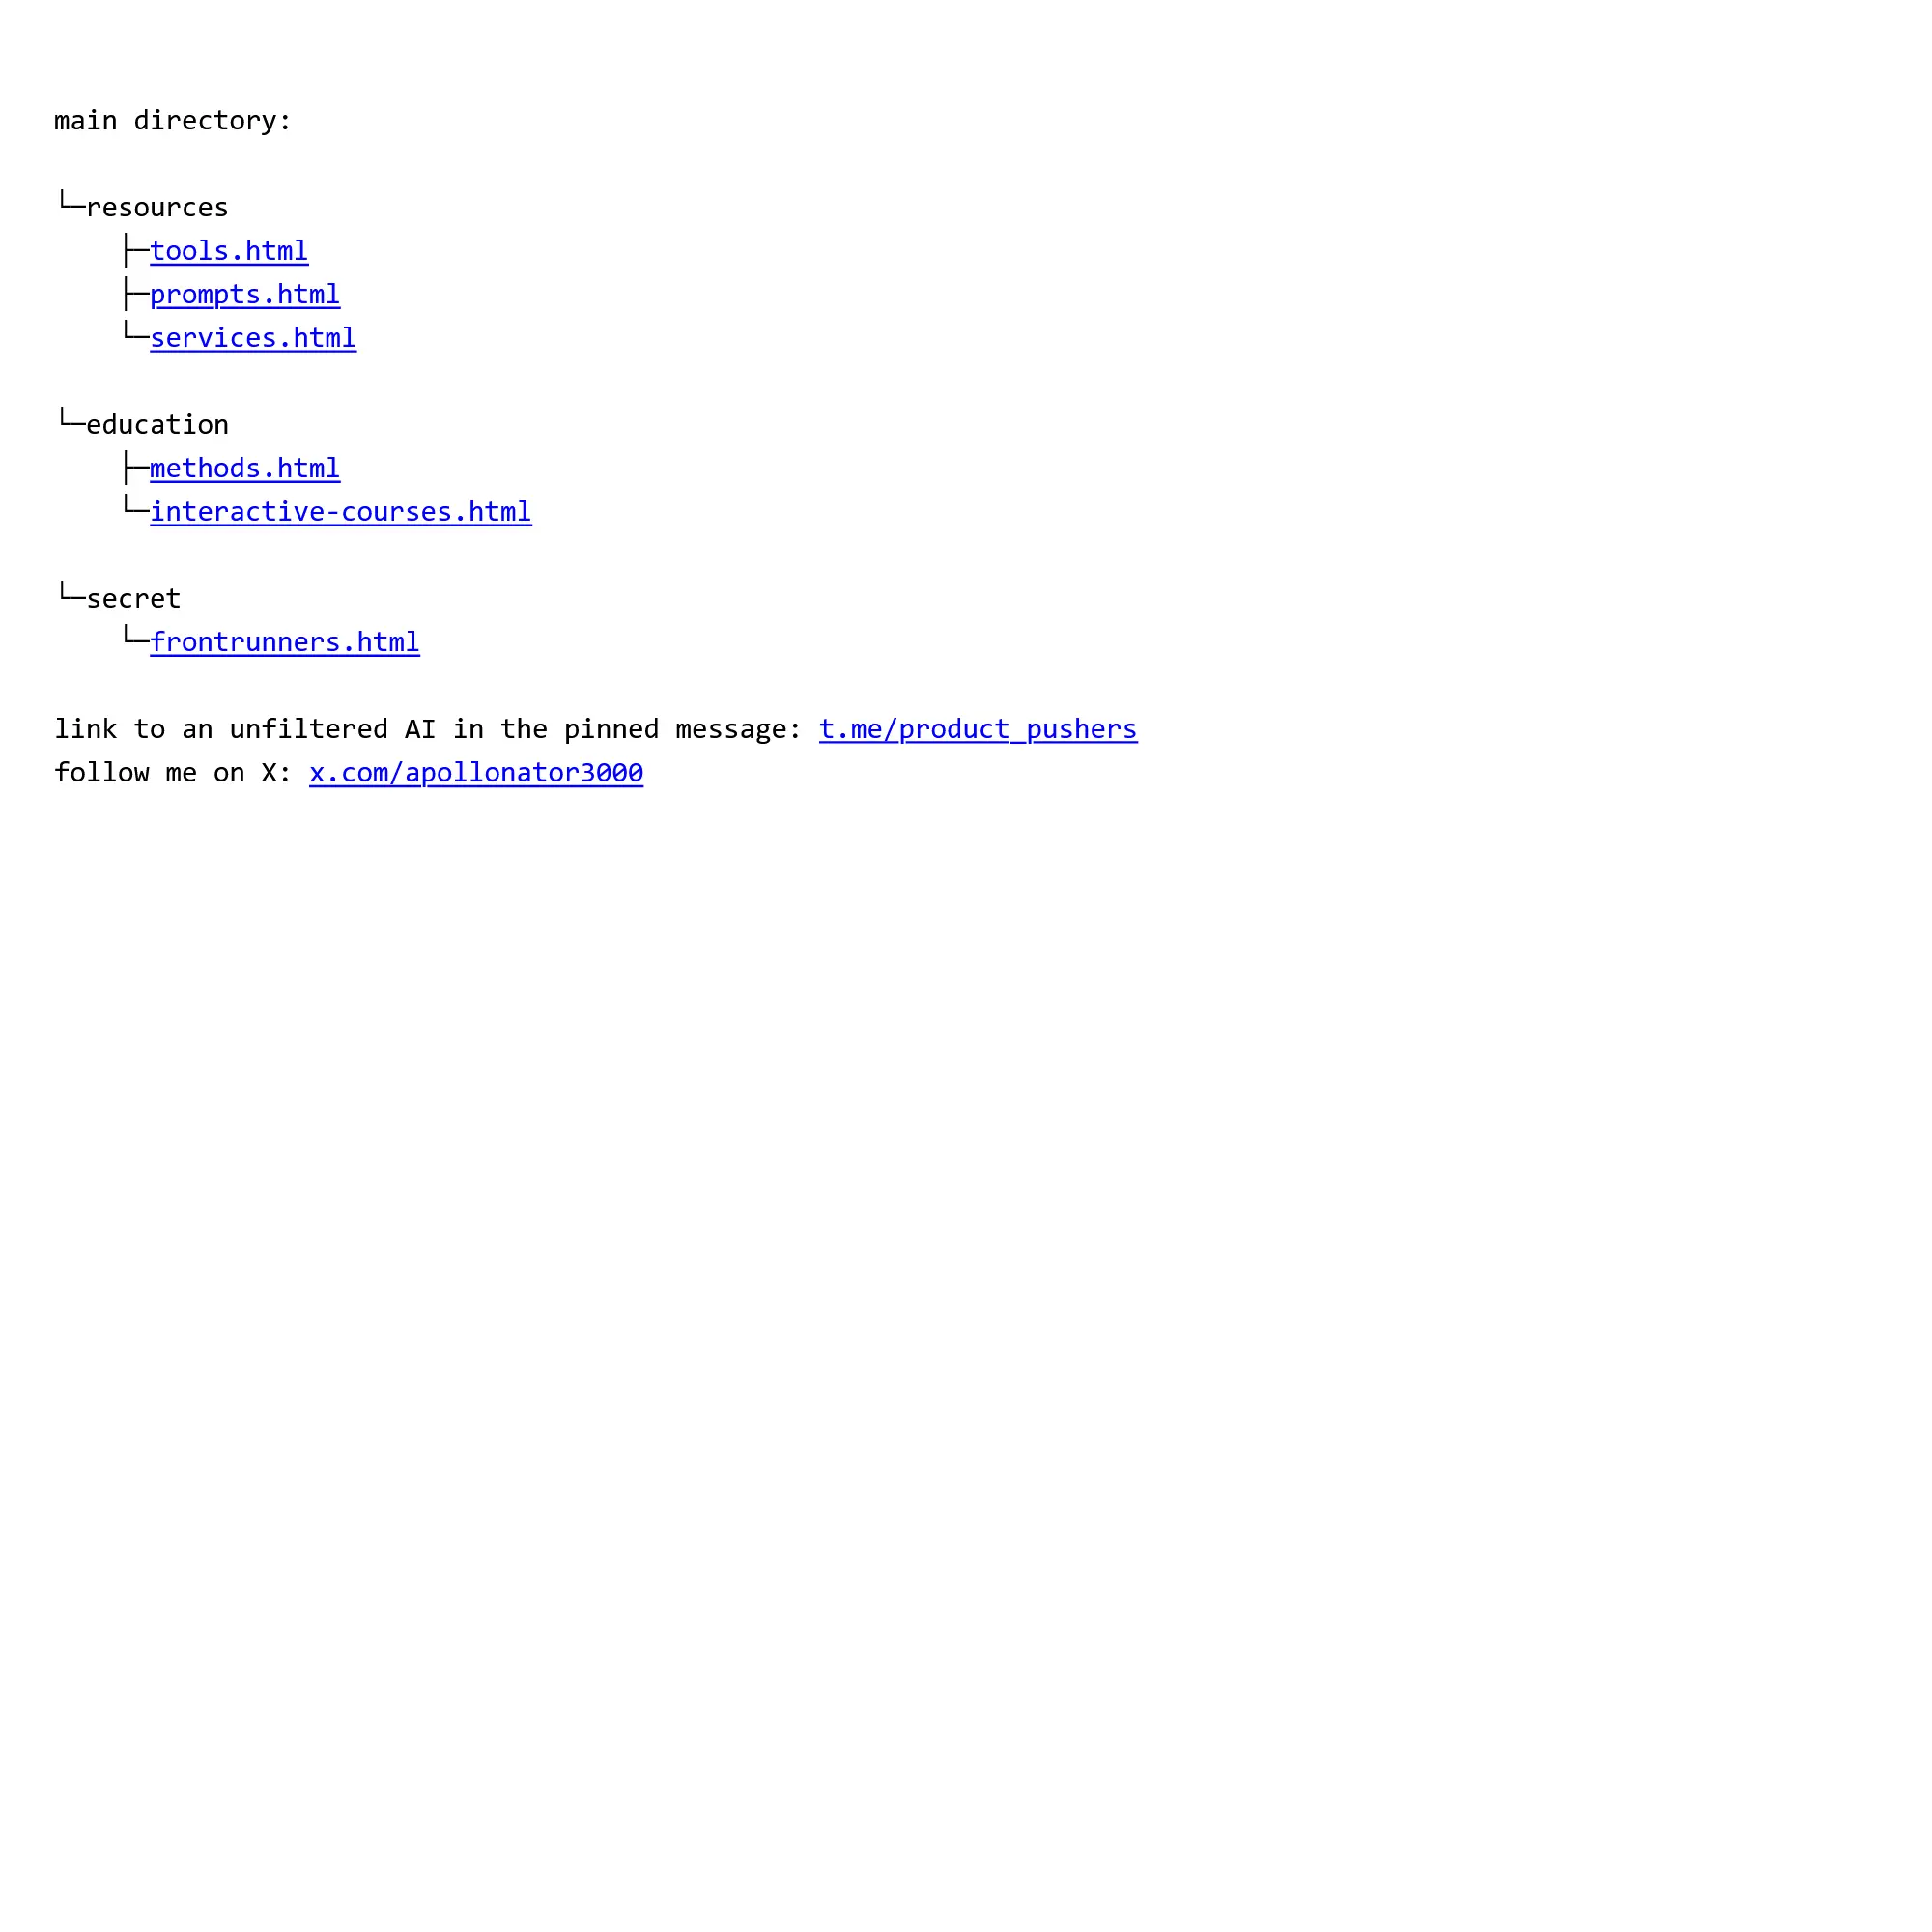 main directory:
└─resources
├─tools.html
├─prompts.html
└─services.html
└─education
├─methods.html
└─interactive-courses.html
└─secret
└─frontrunners.html
link to an unfiltered AI in the pinned message: t.me/product_pushers
follow me on X: x.com/apollonator3000